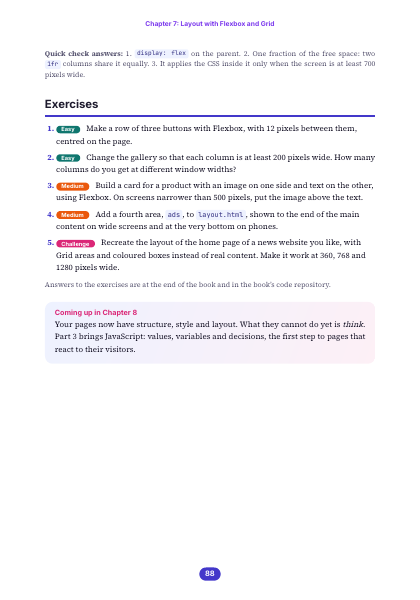 Chapter 7: Layout with Flexbox and Grid
Quick check answers: 1. display: flex on the parent. 2. One fraction of the free space: two
1fr columns share it equally. 3. It applies the CSS inside it only when the screen is at least 700
pixels wide.
Exercises
1. Easy Make a row of three buttons with Flexbox, with 12 pixels between them,
centred on the page.
2. Easy Change the gallery so that each column is at least 200 pixels wide. How many
columns do you get at different window widths?
3. Medium Build a card for a product with an image on one side and text on the other,
using Flexbox. On screens narrower than 500 pixels, put the image above the text.
4. Medium Add a fourth area, ads, to layout.html, shown to the end of the main
content on wide screens and at the very bottom on phones.
5. Challenge Recreate the layout of the home page of a news website you like, with
Grid areas and coloured boxes instead of real content. Make it work at 360, 768 and
1280 pixels wide.
Answers to the exercises are at the end of the book and in the book's code repository.
Coming up in Chapter 8
Your pages now have structure, style and layout. What they cannot do yet is think.
Part 3 brings JavaScript: values, variables and decisions, the first step to pages that
react to their visitors.
88